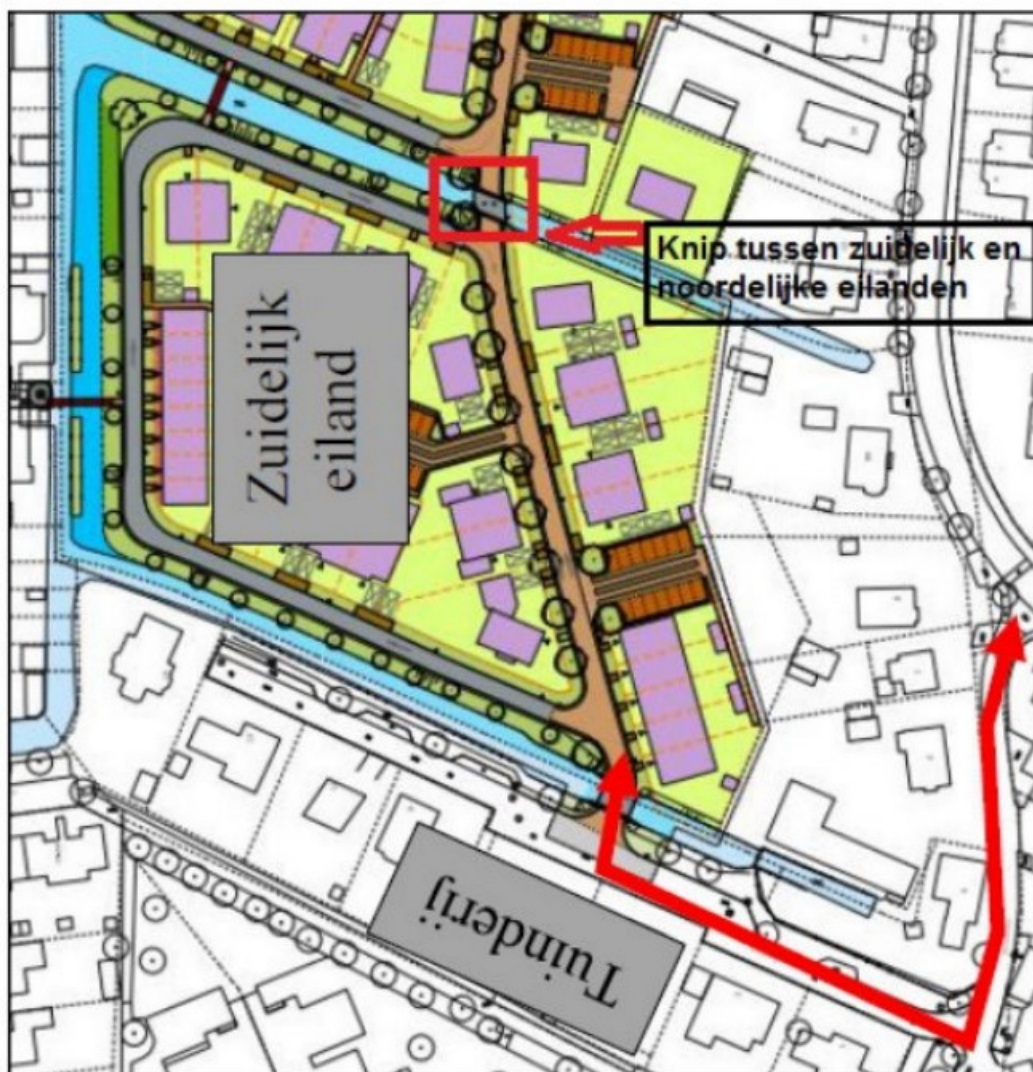 Knip tussen zuidelijk en
noordelijke eilanden
Zuidelijk
eiland
Tuinderij